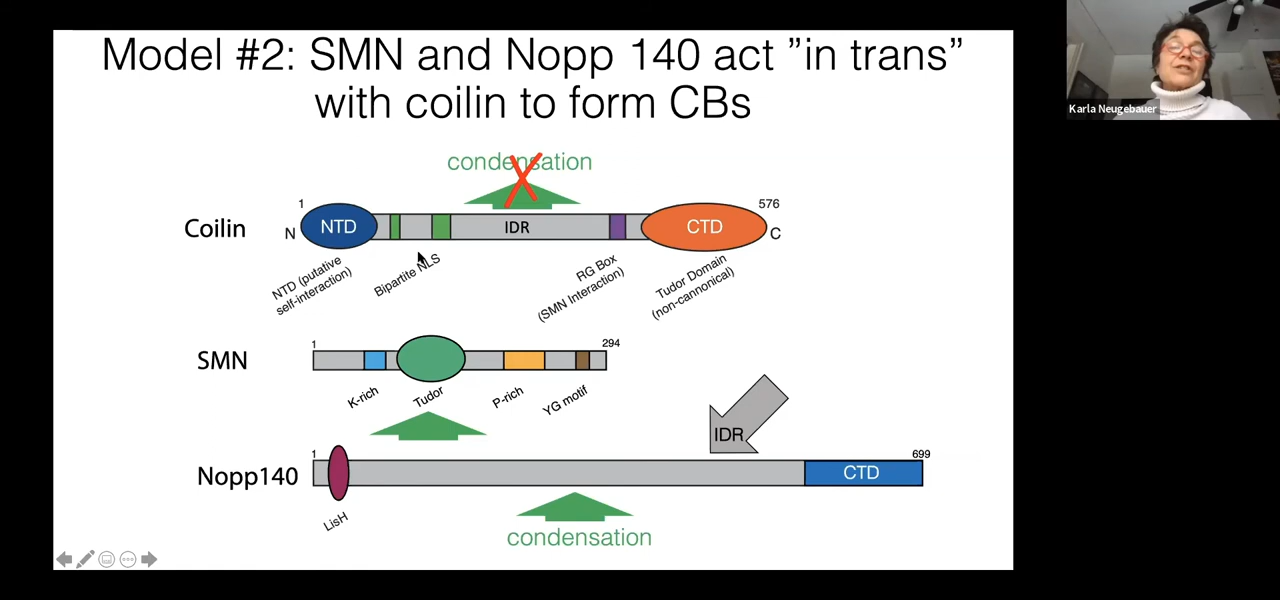 Model #2: SMN and Nopp 140 act ”in trans”
with coilin to form CBs
Karla Neugebauer
condensation
Coilin
1
576
N
NTD
IDR
CTD
C
NTD (putative
self-interaction)
Bipartite NLS
RG Box
(SMN Interaction)
Tudor Domain
(non-cannonical)
SMN
1
294
K-rich
Tudor
P-rich
YG motif
IDR
Nopp140
1
699
CTD
LisH
condensation